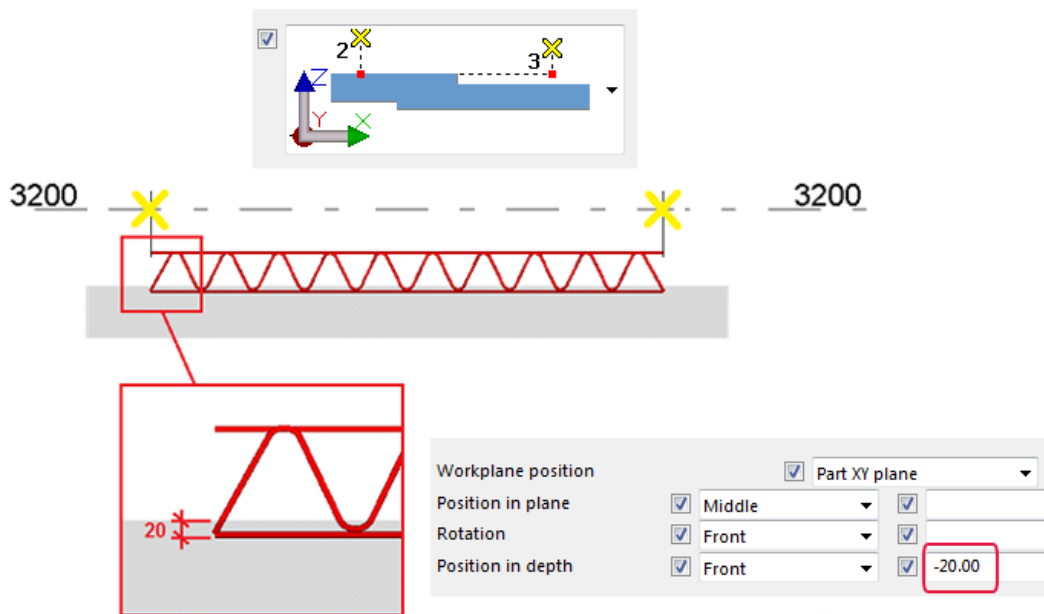 2
3
Z
Y
X
3200
3200
20
Workplane position Part XY plane
Position in plane Middle
Rotation Front
Position in depth Front -20.00